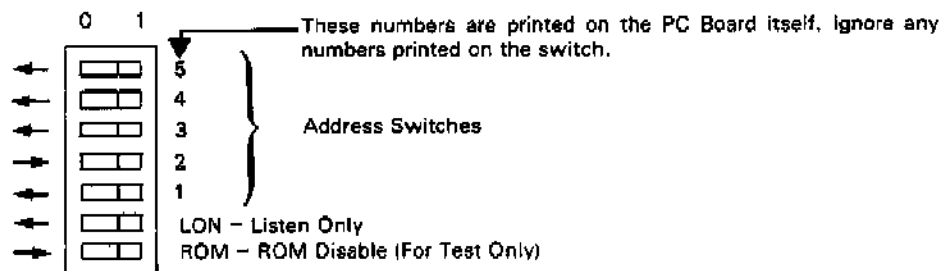 0 1
These numbers are printed on the PC Board itself, ignore any
numbers printed on the switch.
5
4
3
Address Switches
2
1
LON – Listen Only
ROM – ROM Disable (For Test Only)